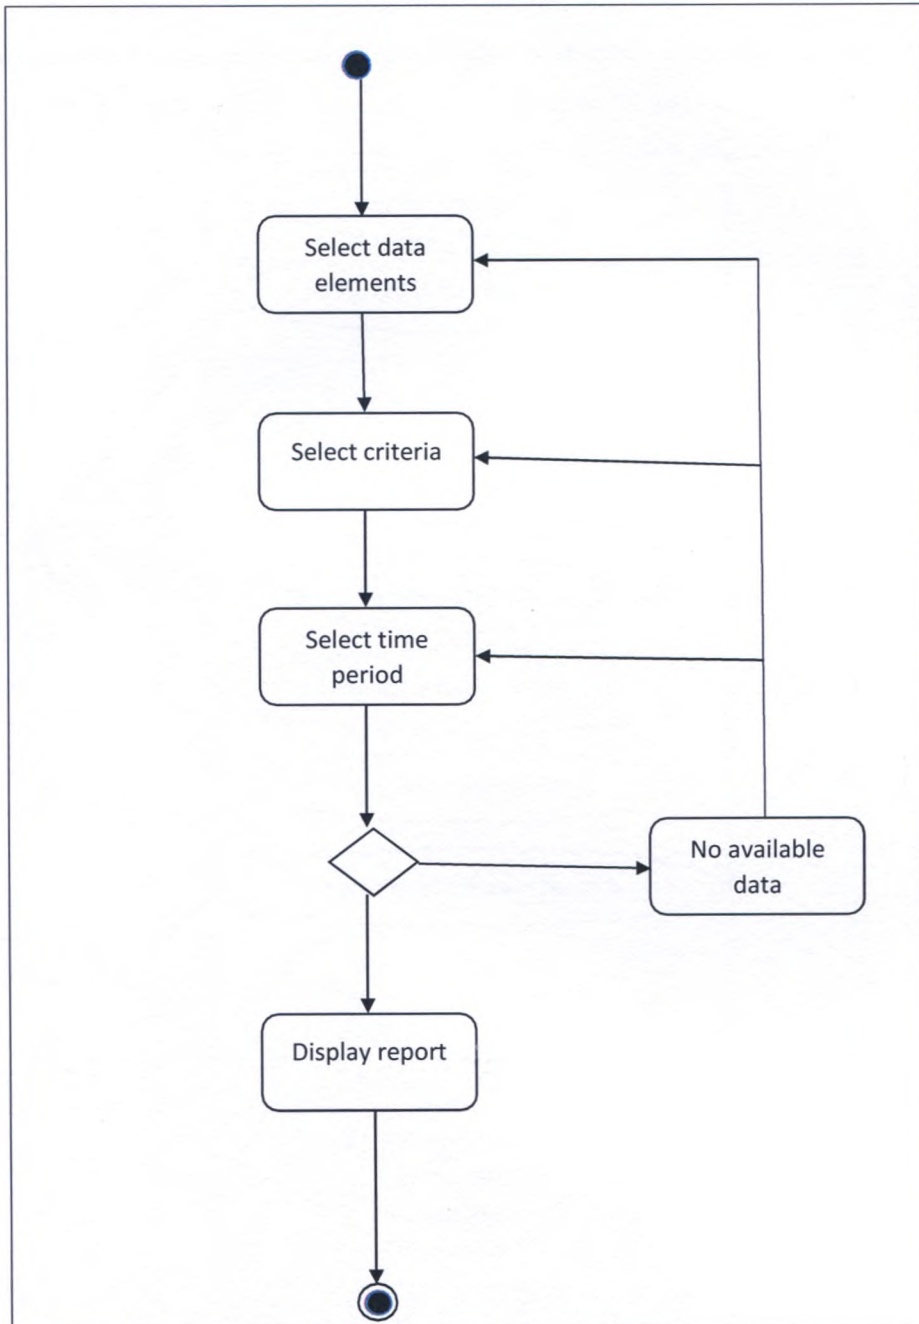 Select data
elements
Select criteria
Select time
period
No available
data
Display report